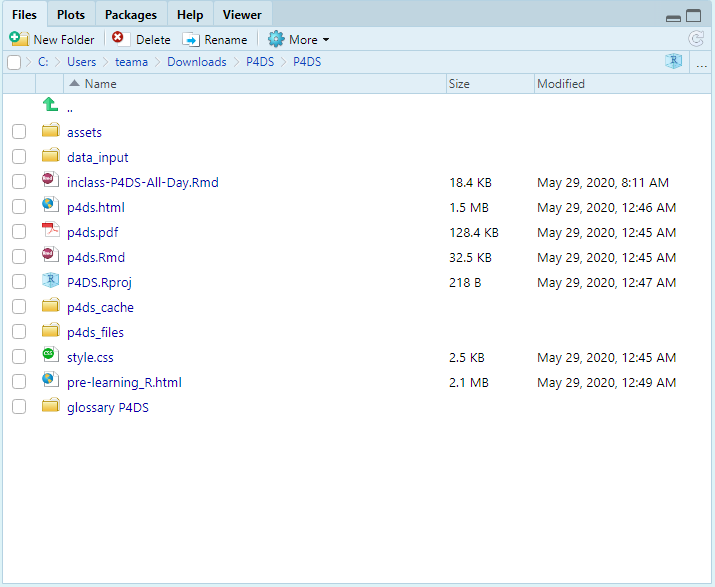 Files Plots Packages Help Viewer
New Folder Delete Rename More
C: Users teama Downloads P4DS P4DS R ...
Name Size Modified
..
assets
data_input
Rmd inclass-P4DS-All-Day.Rmd 18.4 KB May 29, 2020, 8:11 AM
p4ds.html 1.5 MB May 29, 2020, 12:46 AM
p4ds.pdf 128.4 KB May 29, 2020, 12:45 AM
Rmd p4ds.Rmd 32.5 KB May 29, 2020, 12:45 AM
R P4DS.Rproj 218 B May 29, 2020, 12:47 AM
p4ds_cache
p4ds_files
CSS style.css 2.5 KB May 29, 2020, 12:45 AM
pre-learning_R.html 2.1 MB May 29, 2020, 12:49 AM
glossary P4DS